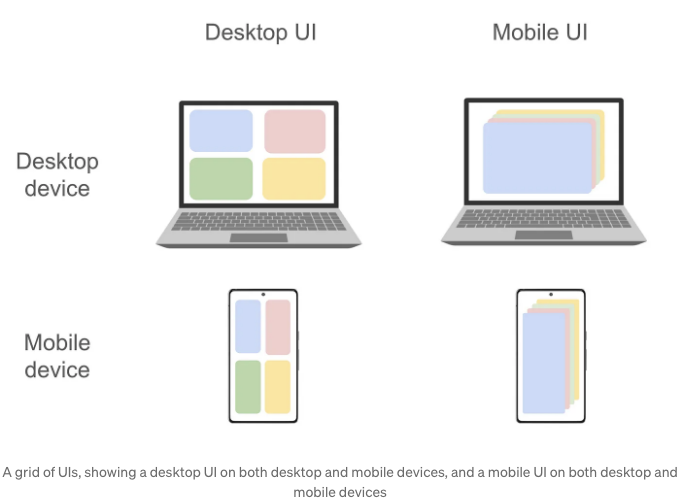 Desktop UI
Mobile UI
Desktop
device
Mobile
device
A grid of UIs, showing a desktop UI on both desktop and mobile devices, and a mobile UI on both desktop and
mobile devices